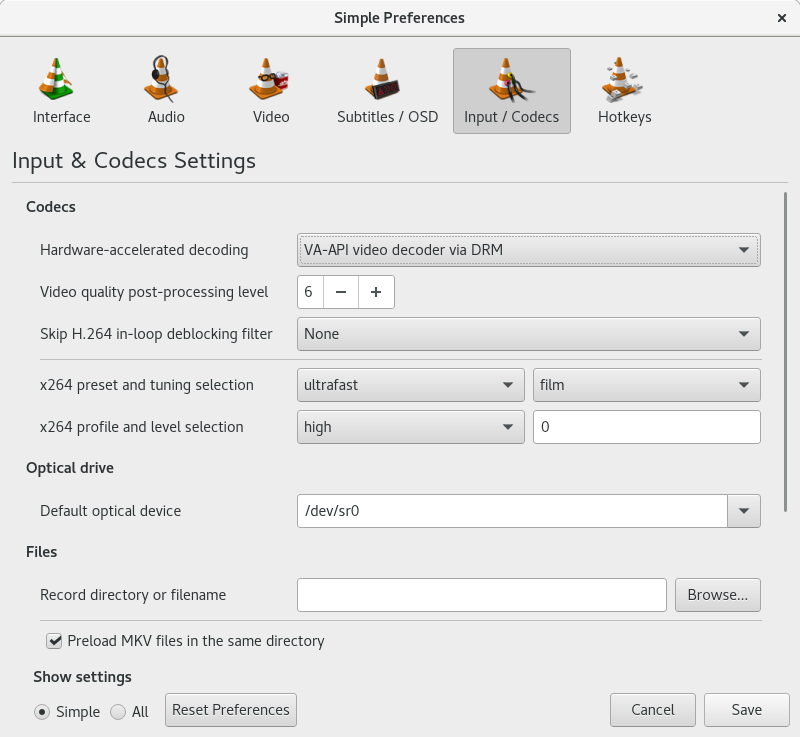 Simple Preferences
Interface
Audio
Video
Subtitles / OSD
Input / Codecs
Hotkeys
Input & Codecs Settings
Codecs
Hardware-accelerated decoding VA-API video decoder via DRM
Video quality post-processing level 6
Skip H.264 in-loop deblocking filter None
x264 preset and tuning selection ultrafast film
x264 profile and level selection high 0
Optical drive
Default optical device /dev/sr0
Files
Record directory or filename Browse...
Preload MKV files in the same directory
Show settings
Simple All Reset Preferences Cancel Save